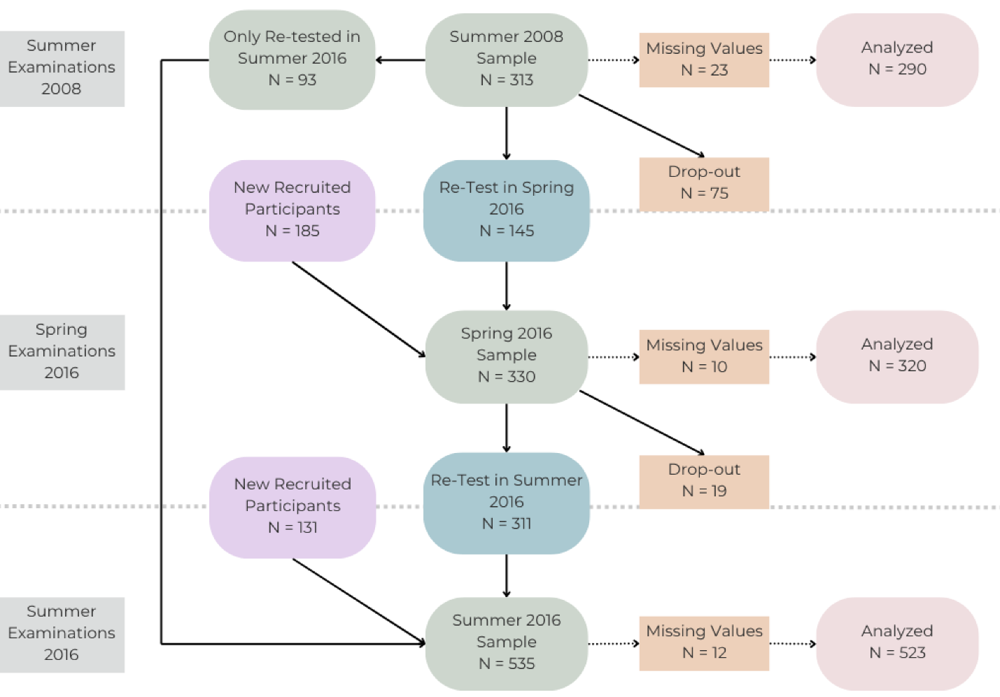 Summer
Examinations
2008
Only Re-tested in
Summer 2016
N = 93
Summer 2008
Sample
N = 313
Missing Values
N = 23
Analyzed
N = 290
New Recruited
Participants
N = 185
Re-Test in Spring
2016
N = 145
Drop-out
N = 75
Spring
Examinations
2016
Spring 2016
Sample
N = 330
Missing Values
N = 10
Analyzed
N = 320
New Recruited
Participants
N = 131
Re-Test in Summer
2016
N = 311
Drop-out
N = 19
Summer
Examinations
2016
Summer 2016
Sample
N = 535
Missing Values
N = 12
Analyzed
N = 523